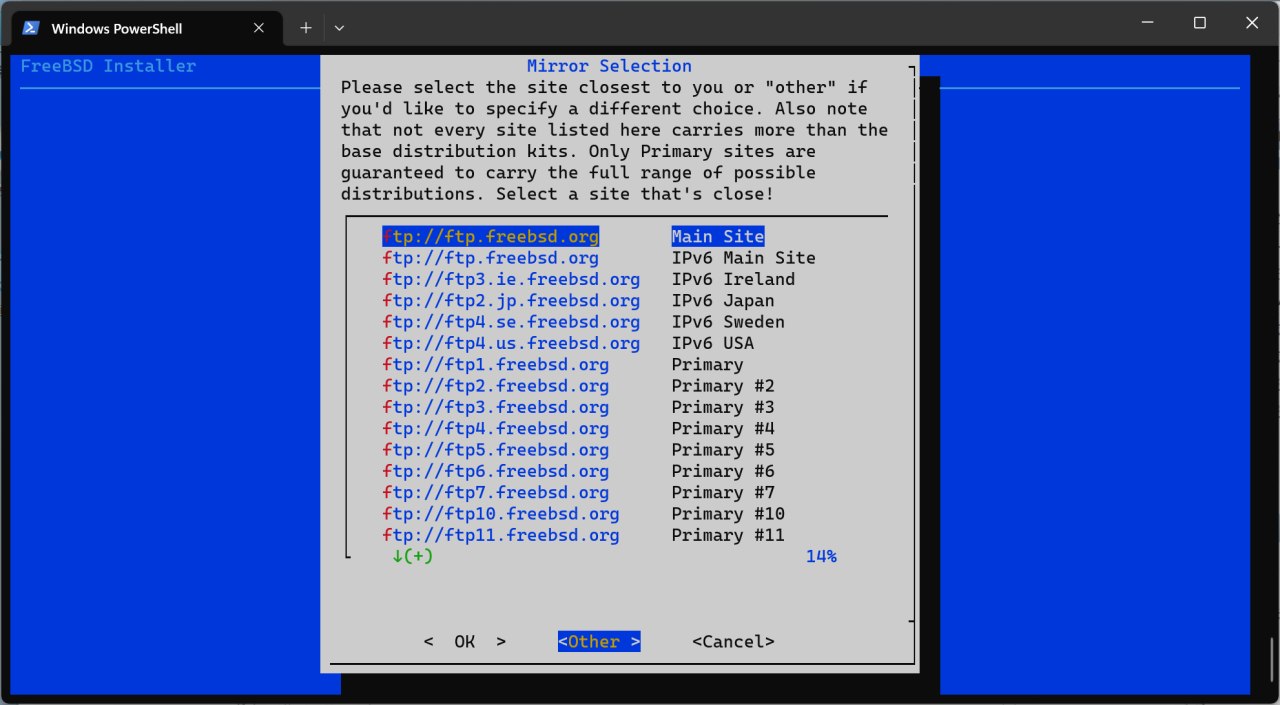 Windows PowerShell
FreeBSD Installer
Mirror Selection
Please select the site closest to you or "other" if
you'd like to specify a different choice. Also note
that not every site listed here carries more than the
base distribution kits. Only Primary sites are
guaranteed to carry the full range of possible
distributions. Select a site that's close!
ftp://ftp.freebsd.org Main Site
ftp://ftp.freebsd.org IPv6 Main Site
ftp://ftp3.ie.freebsd.org IPv6 Ireland
ftp://ftp2.jp.freebsd.org IPv6 Japan
ftp://ftp4.se.freebsd.org IPv6 Sweden
ftp://ftp4.us.freebsd.org IPv6 USA
ftp://ftp1.freebsd.org Primary
ftp://ftp2.freebsd.org Primary #2
ftp://ftp3.freebsd.org Primary #3
ftp://ftp4.freebsd.org Primary #4
ftp://ftp5.freebsd.org Primary #5
ftp://ftp6.freebsd.org Primary #6
ftp://ftp7.freebsd.org Primary #7
ftp://ftp10.freebsd.org Primary #10
ftp://ftp11.freebsd.org Primary #11
↓(+) 14%
< OK > <Other > <Cancel>